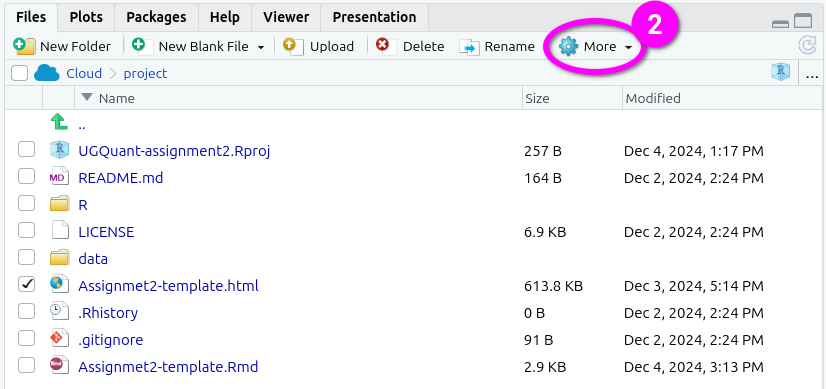 Files Plots Packages Help Viewer Presentation
New Folder New Blank File Upload Delete Rename More 2
Cloud project R ...
Name Size Modified
..
R UGQuant-assignment2.Rproj 257 B Dec 4, 2024, 1:17 PM
MD README.md 164 B Dec 2, 2024, 2:24 PM
R
LICENSE 6.9 KB Dec 2, 2024, 2:24 PM
data
Assignmet2-template.html 613.8 KB Dec 3, 2024, 5:14 PM
.Rhistory 0 B Dec 2, 2024, 2:24 PM
.gitignore 91 B Dec 2, 2024, 2:24 PM
Rmd Assignmet2-template.Rmd 2.9 KB Dec 4, 2024, 3:13 PM